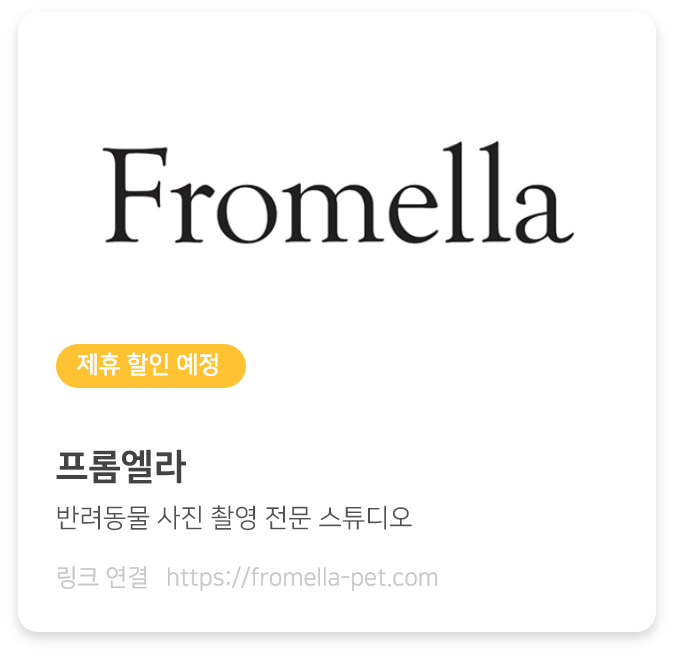 Fromella
제휴 할인 예정
프롬엘라
반려동물 사진 촬영 전문 스튜디오
링크 연결 https://fromella-pet.com